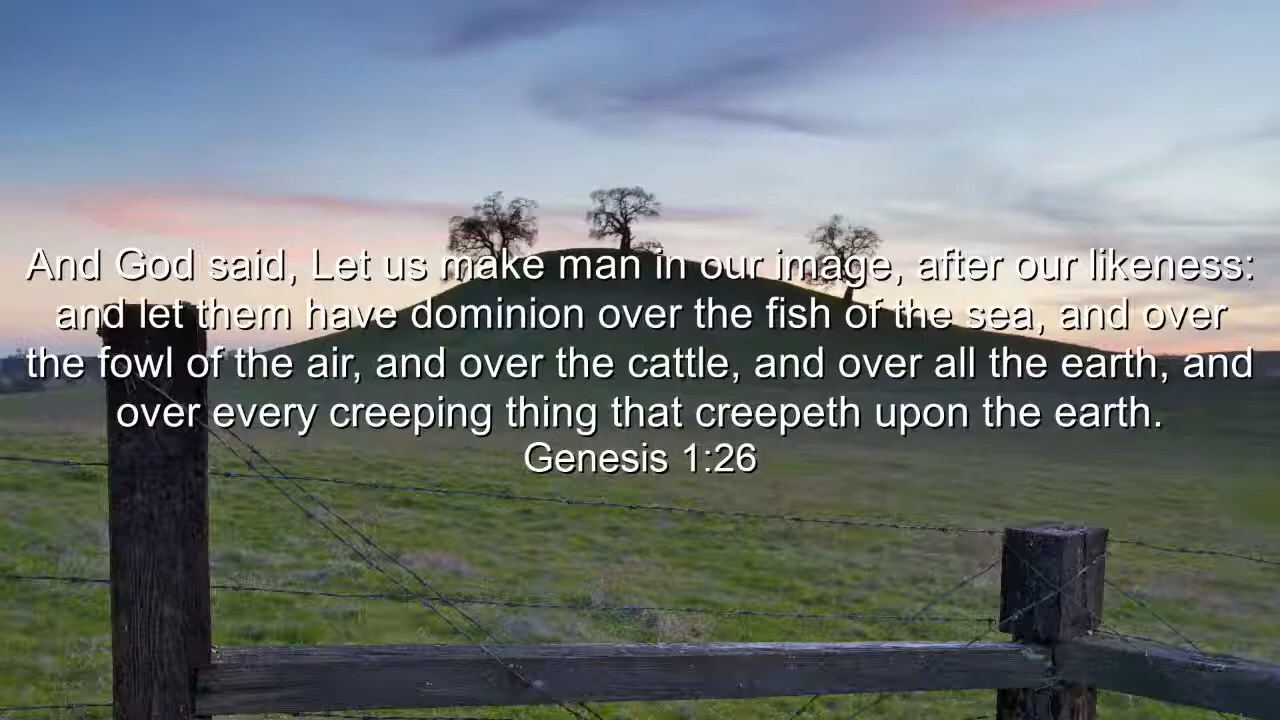 And God said, Let us make man in our image, after our likeness:
and let them have dominion over the fish of the sea, and over
the fowl of the air, and over the cattle, and over all the earth, and
over every creeping thing that creepeth upon the earth.
Genesis 1:26